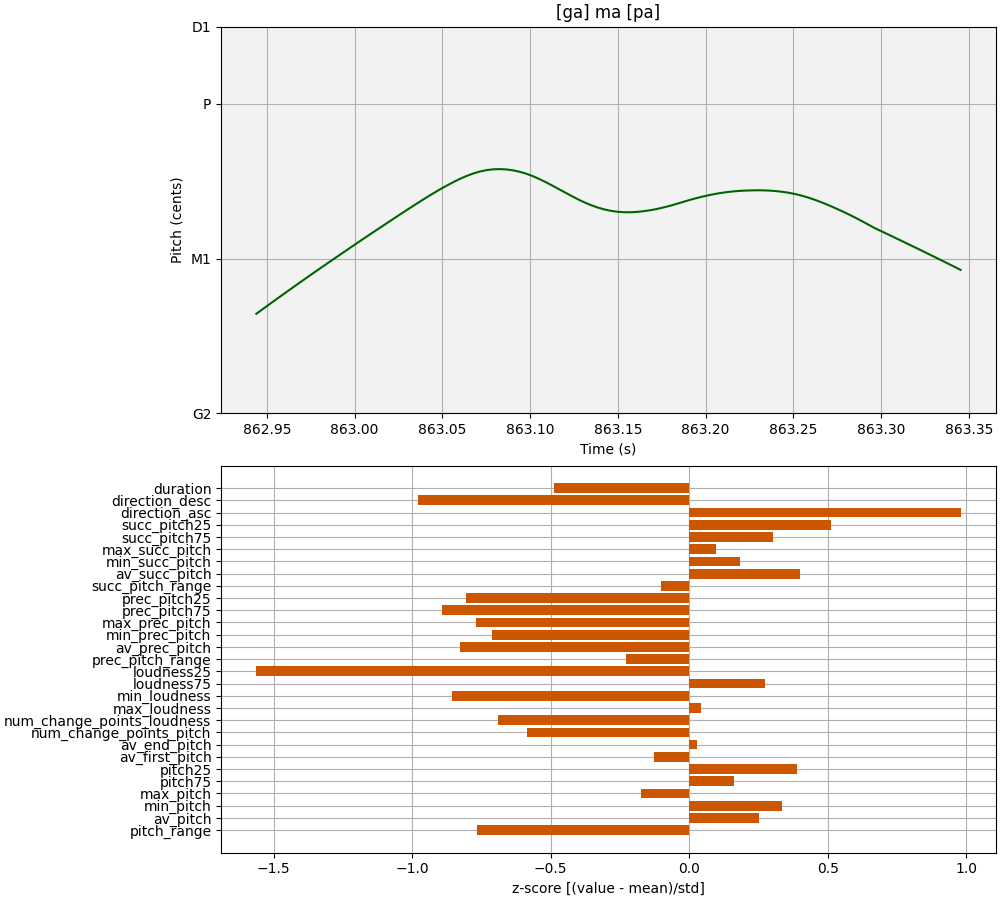 [ga] ma [pa]
D1
P
M1
G2
Pitch (cents)
862.95 863.00 863.05 863.10 863.15 863.20 863.25 863.30 863.35
Time (s)
duration
direction_desc
direction_asc
succ_pitch25
succ_pitch75
max_succ_pitch
min_succ_pitch
av_succ_pitch
succ_pitch_range
prec_pitch25
prec_pitch75
max_prec_pitch
min_prec_pitch
av_prec_pitch
prec_pitch_range
loudness25
loudness75
min_loudness
max_loudness
num_change_points_loudness
num_change_points_pitch
av_end_pitch
av_first_pitch
pitch25
pitch75
max_pitch
min_pitch
av_pitch
pitch_range
−1.5 −1.0 −0.5 0.0 0.5 1.0
z-score [(value - mean)/std]